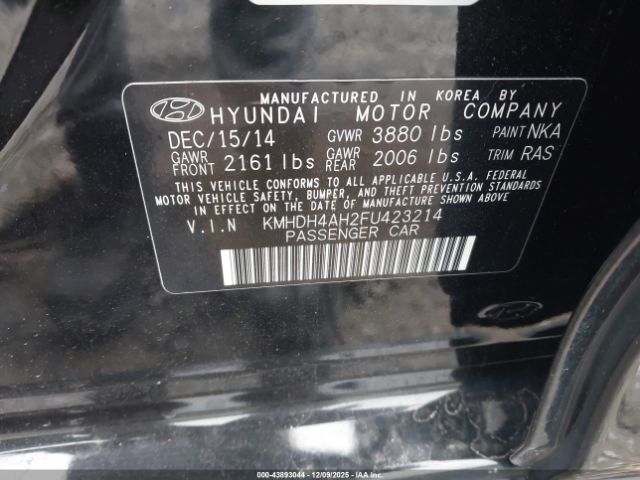 MANUFACTURED IN KOREA BY
HYUNDAI MOTOR COMPANY
DEC/15/14 GVWR 3880 lbs PAINT NKA
GAWR FRONT 2161 lbs GAWR REAR 2006 lbs TRIM RAS
THIS VEHICLE CONFORMS TO ALL APPLICABLE U.S.A. FEDERAL
MOTOR VEHICLE SAFETY, BUMPER, AND THEFT PREVENTION STANDARDS
IN EFFECT ON THE DATE OF MANUFACTURE SHOWN ABOVE.
V.I.N KMHDH4AH2FU423214
PASSENGER CAR
000-43893044 - 12/09/2025 - IAAI.COM